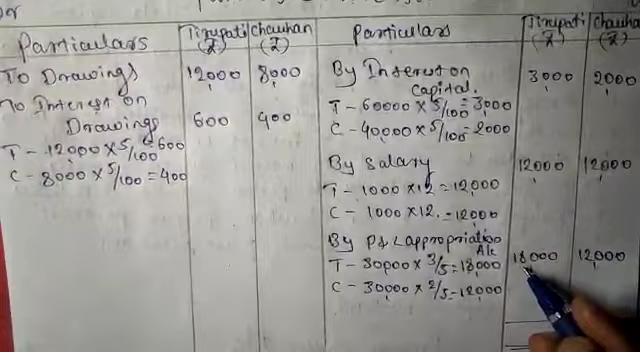 or
Particulars Tirupati (₹) Chauhan (₹) Particulars Tirupati (₹) Chauhan (₹)
To Drawings 12000 8000 By Interest on capital. 3000 2000
To Interest on Drawings 600 400
T - 12000 × 5/100 = 600
C - 8000 × 5/100 = 400
T - 60000 × 5/100 = 3000
C - 40000 × 5/100 = 2000
By Salary 12000 12000
T - 1000 × 12 = 12,000
C - 1000 × 12. = 12000
By P&L appropriation A/c 18000 12000
T - 30000 × 3/5 = 18000
C - 30000 × 2/5 = 12000